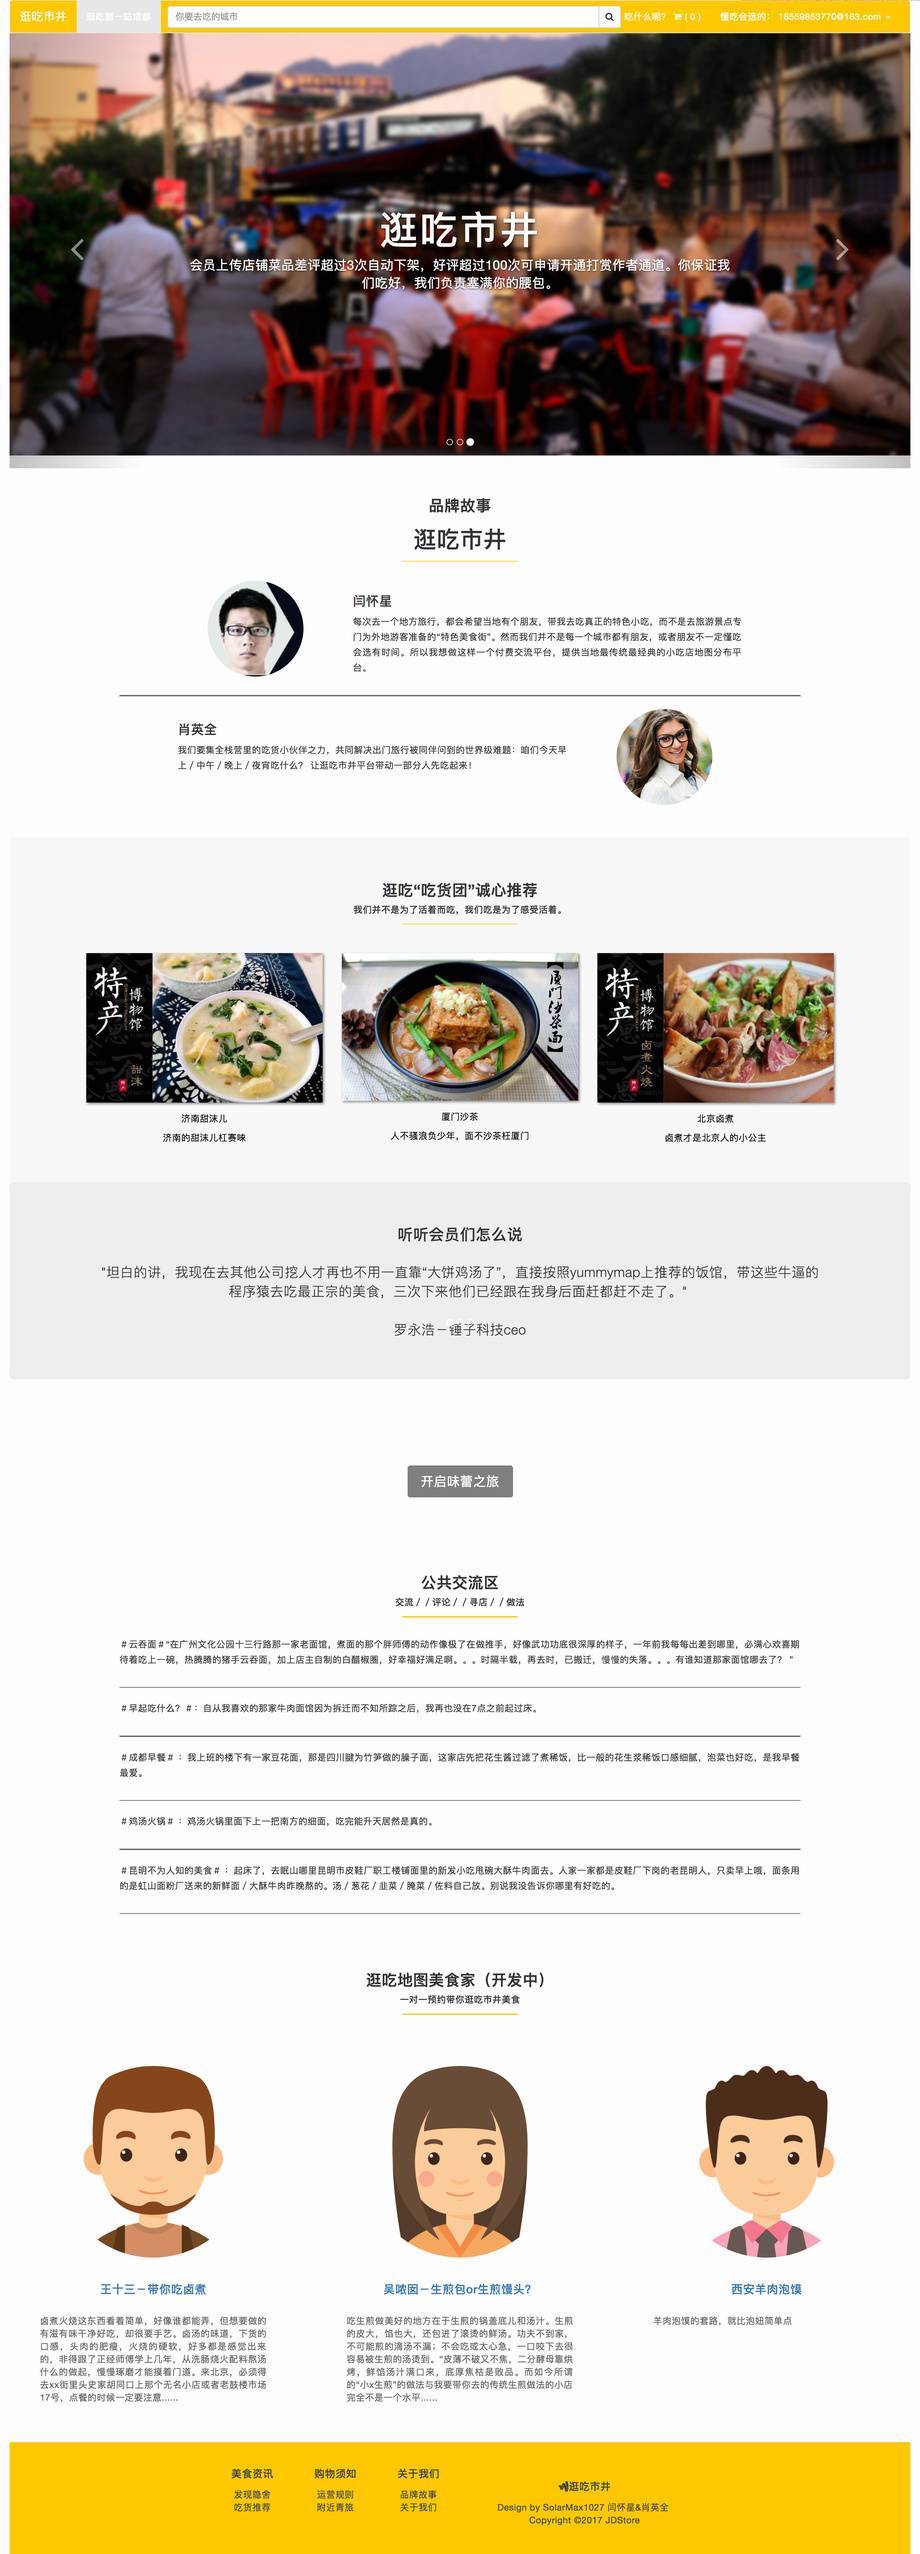 逛吃市井 逛吃第一站成都 你要去吃的城市 吃什么呢? ( 0 ) 懂吃会选的： 18559853770@163.com
逛吃市井
会员上传店铺菜品差评超过3次自动下架，好评超过100次可申请开通打赏作者通道。你保证我
们吃好，我们负责塞满你的腰包。
品牌故事
逛吃市井
闫怀星
每次去一个地方旅行，都会希望当地有个朋友，带我去吃真正的特色小吃，而不是去旅游景点专
门为外地游客准备的“特色美食街”。然而我们并不是每一个城市都有朋友，或者朋友不一定懂吃
会选有时间。所以我想做这样一个付费交流平台，提供当地最传统最经典的小吃店地图分布平
台。
肖英全
我们要集全栈营里的吃货小伙伴之力，共同解决出门旅行被同伴问到的世界级难题：咱们今天早
上 / 中午 / 晚上 / 夜宵吃什么？ 让逛吃市井平台带动一部分人先吃起来！
逛吃“吃货团”诚心推荐
我们并不是为了活着而吃，我们吃是为了感受活着。
特产 博物馆 甜沫
【厦门沙茶面】
特产 博物馆 卤煮火烧
济南甜沫儿
济南的甜沫儿杠赛味
厦门沙茶
人不骚浪负少年，面不沙茶枉厦门
北京卤煮
卤煮才是北京人的小公主
听听会员们怎么说
"坦白的讲，我现在去其他公司挖人才再也不用一直靠“大饼鸡汤了”，直接按照yummymap上推荐的饭馆，带这些牛逼的
程序猿去吃最正宗的美食，三次下来他们已经跟在我身后面赶都赶不走了。"
罗永浩－锤子科技ceo
开启味蕾之旅
公共交流区
交流 / / 评论 / / 寻店 / / 做法
＃云吞面＃“在广州文化公园十三行路那一家老面馆，煮面的那个胖师傅的动作像极了在做推手，好像武功功底很深厚的样子，一年前我每每出差到哪里，必满心欢喜期
待着吃上一碗，热腾腾的猪手云吞面，加上店主自制的白醋椒圈，好幸福好满足啊。。。时隔半载，再去时，已搬迁，慢慢的失落。。。有谁知道那家面馆哪去了？ ”
＃早起吃什么？＃：自从我喜欢的那家牛肉面馆因为拆迁而不知所踪之后，我再也没在7点之前起过床。
＃成都早餐＃：我上班的楼下有一家豆花面，那是四川腱为竹笋做的臊子面，这家店先把花生酱过滤了煮稀饭，比一般的花生浆稀饭口感细腻，泡菜也好吃，是我早餐
最爱。
＃鸡汤火锅＃：鸡汤火锅里面下上一把南方的细面，吃完能升天居然是真的。
＃昆明不为人知的美食＃：起床了，去眠山哪里昆明市皮鞋厂职工楼铺面里的新发小吃甩碗大酥牛肉面去。人家一家都是皮鞋厂下岗的老昆明人，只卖早上哦，面条用
的是虹山面粉厂送来的新鲜面 / 大酥牛肉昨晚熬的。汤 / 葱花 / 韭菜 / 腌菜 / 佐料自己放。别说我没告诉你哪里有好吃的。
逛吃地图美食家（开发中）
一对一预约带你逛吃市井美食
王十三－带你吃卤煮
卤煮火烧这东西看着简单，好像谁都能弄，但想要做的
有滋有味干净好吃，却很要手艺。卤汤的味道，下货的
口感，头肉的肥瘦，火烧的硬软，好多都是感觉出来
的，非得跟了正经师傅学上几年，从洗肠烧火配料熬汤
什么的做起，慢慢琢磨才能摸着门道。来北京，必须得
去xx街里头史家胡同口上那个无名小店或者老鼓楼市场
17号，点餐的时候一定要注意......
吴哝囡－生煎包or生煎馒头?
吃生煎做美好的地方在于生煎的锅盖底儿和汤汁。生煎
的皮大，馅也大，还包进了滚烫的鲜汤。功夫不到家，
不可能煎的滴汤不漏；不会吃或太心急，一口咬下去很
容易被生煎的汤烫到。“皮薄不破又不焦，二分酵母靠烘
烤，鲜馅汤汁满口来，底厚焦枯是败品。而如今所谓
的“小x生煎”的做法与我要带你去的传统生煎做法的小店
完全不是一个水平......
西安羊肉泡馍
羊肉泡馍的套路，就比泡妞简单点
美食资讯
发现隐舍
吃货推荐
购物须知
运营规则
附近青旅
关于我们
品牌故事
关于我们
逛吃市井
Design by SolarMax1027 闫怀星&肖英全
Copyright ©2017 JDStore